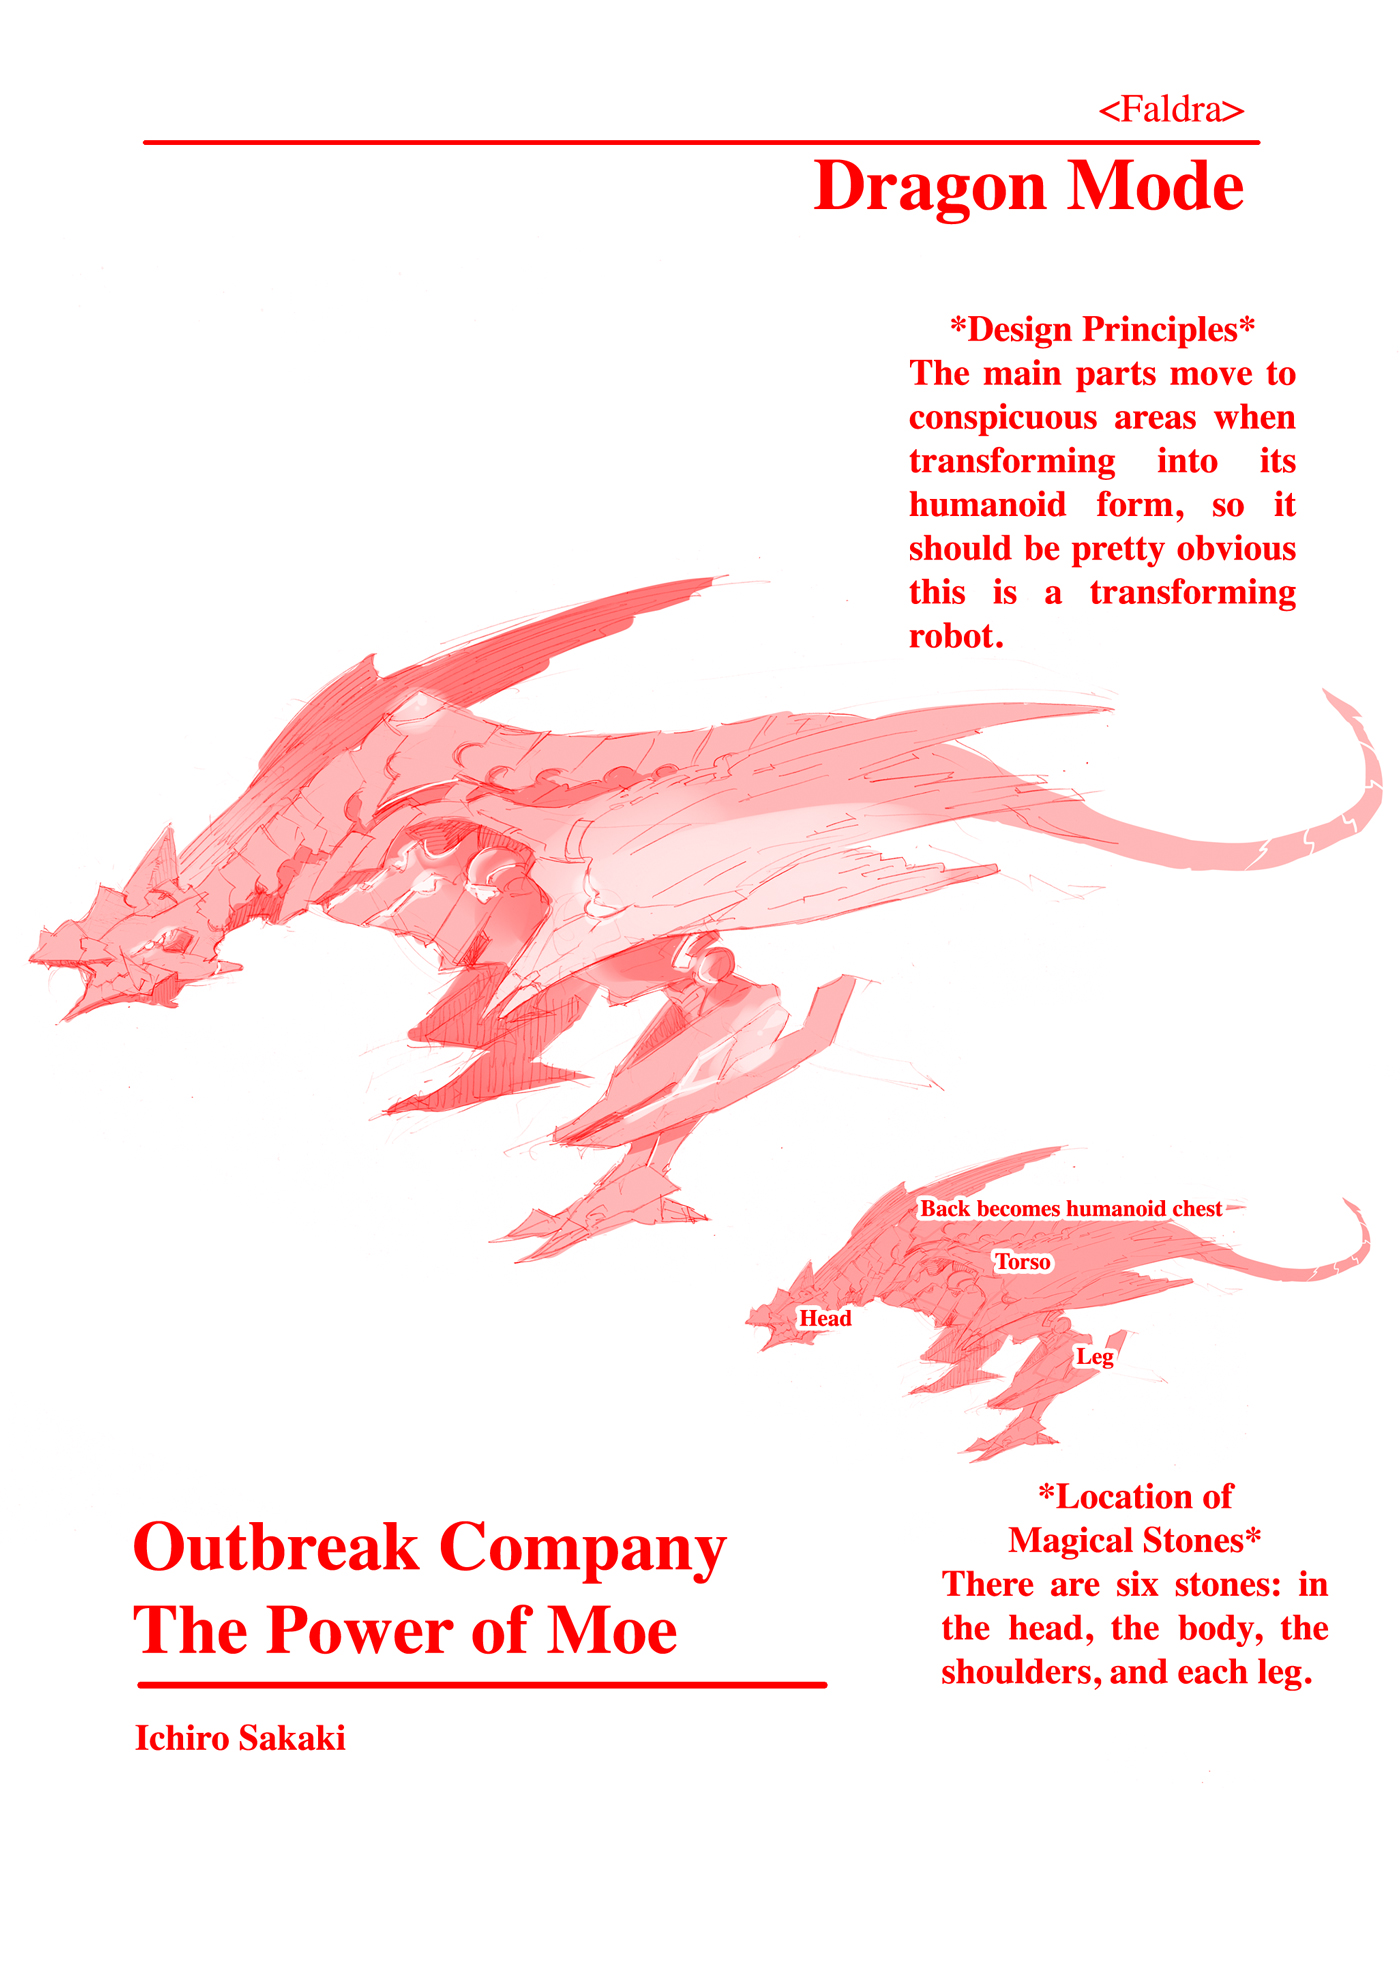 <Faldra>
Dragon Mode
*Design Principles*
The main parts move to
conspicuous areas when
transforming into its
humanoid form, so it
should be pretty obvious
this is a transforming
robot.
Back becomes humanoid chest
Torso
Head
Leg
*Location of
Magical Stones*
There are six stones: in
the head, the body, the
shoulders, and each leg.
Outbreak Company
The Power of Moe
Ichiro Sakaki